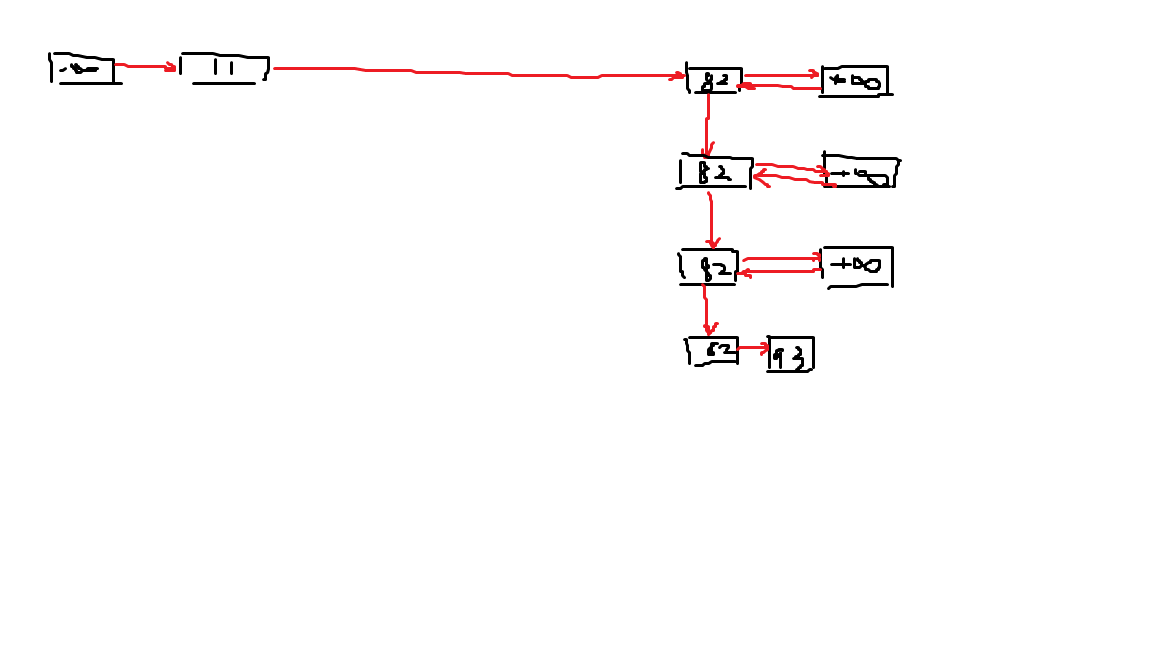 -∞ 11 82 +∞
82 +∞
82 +∞
82 93